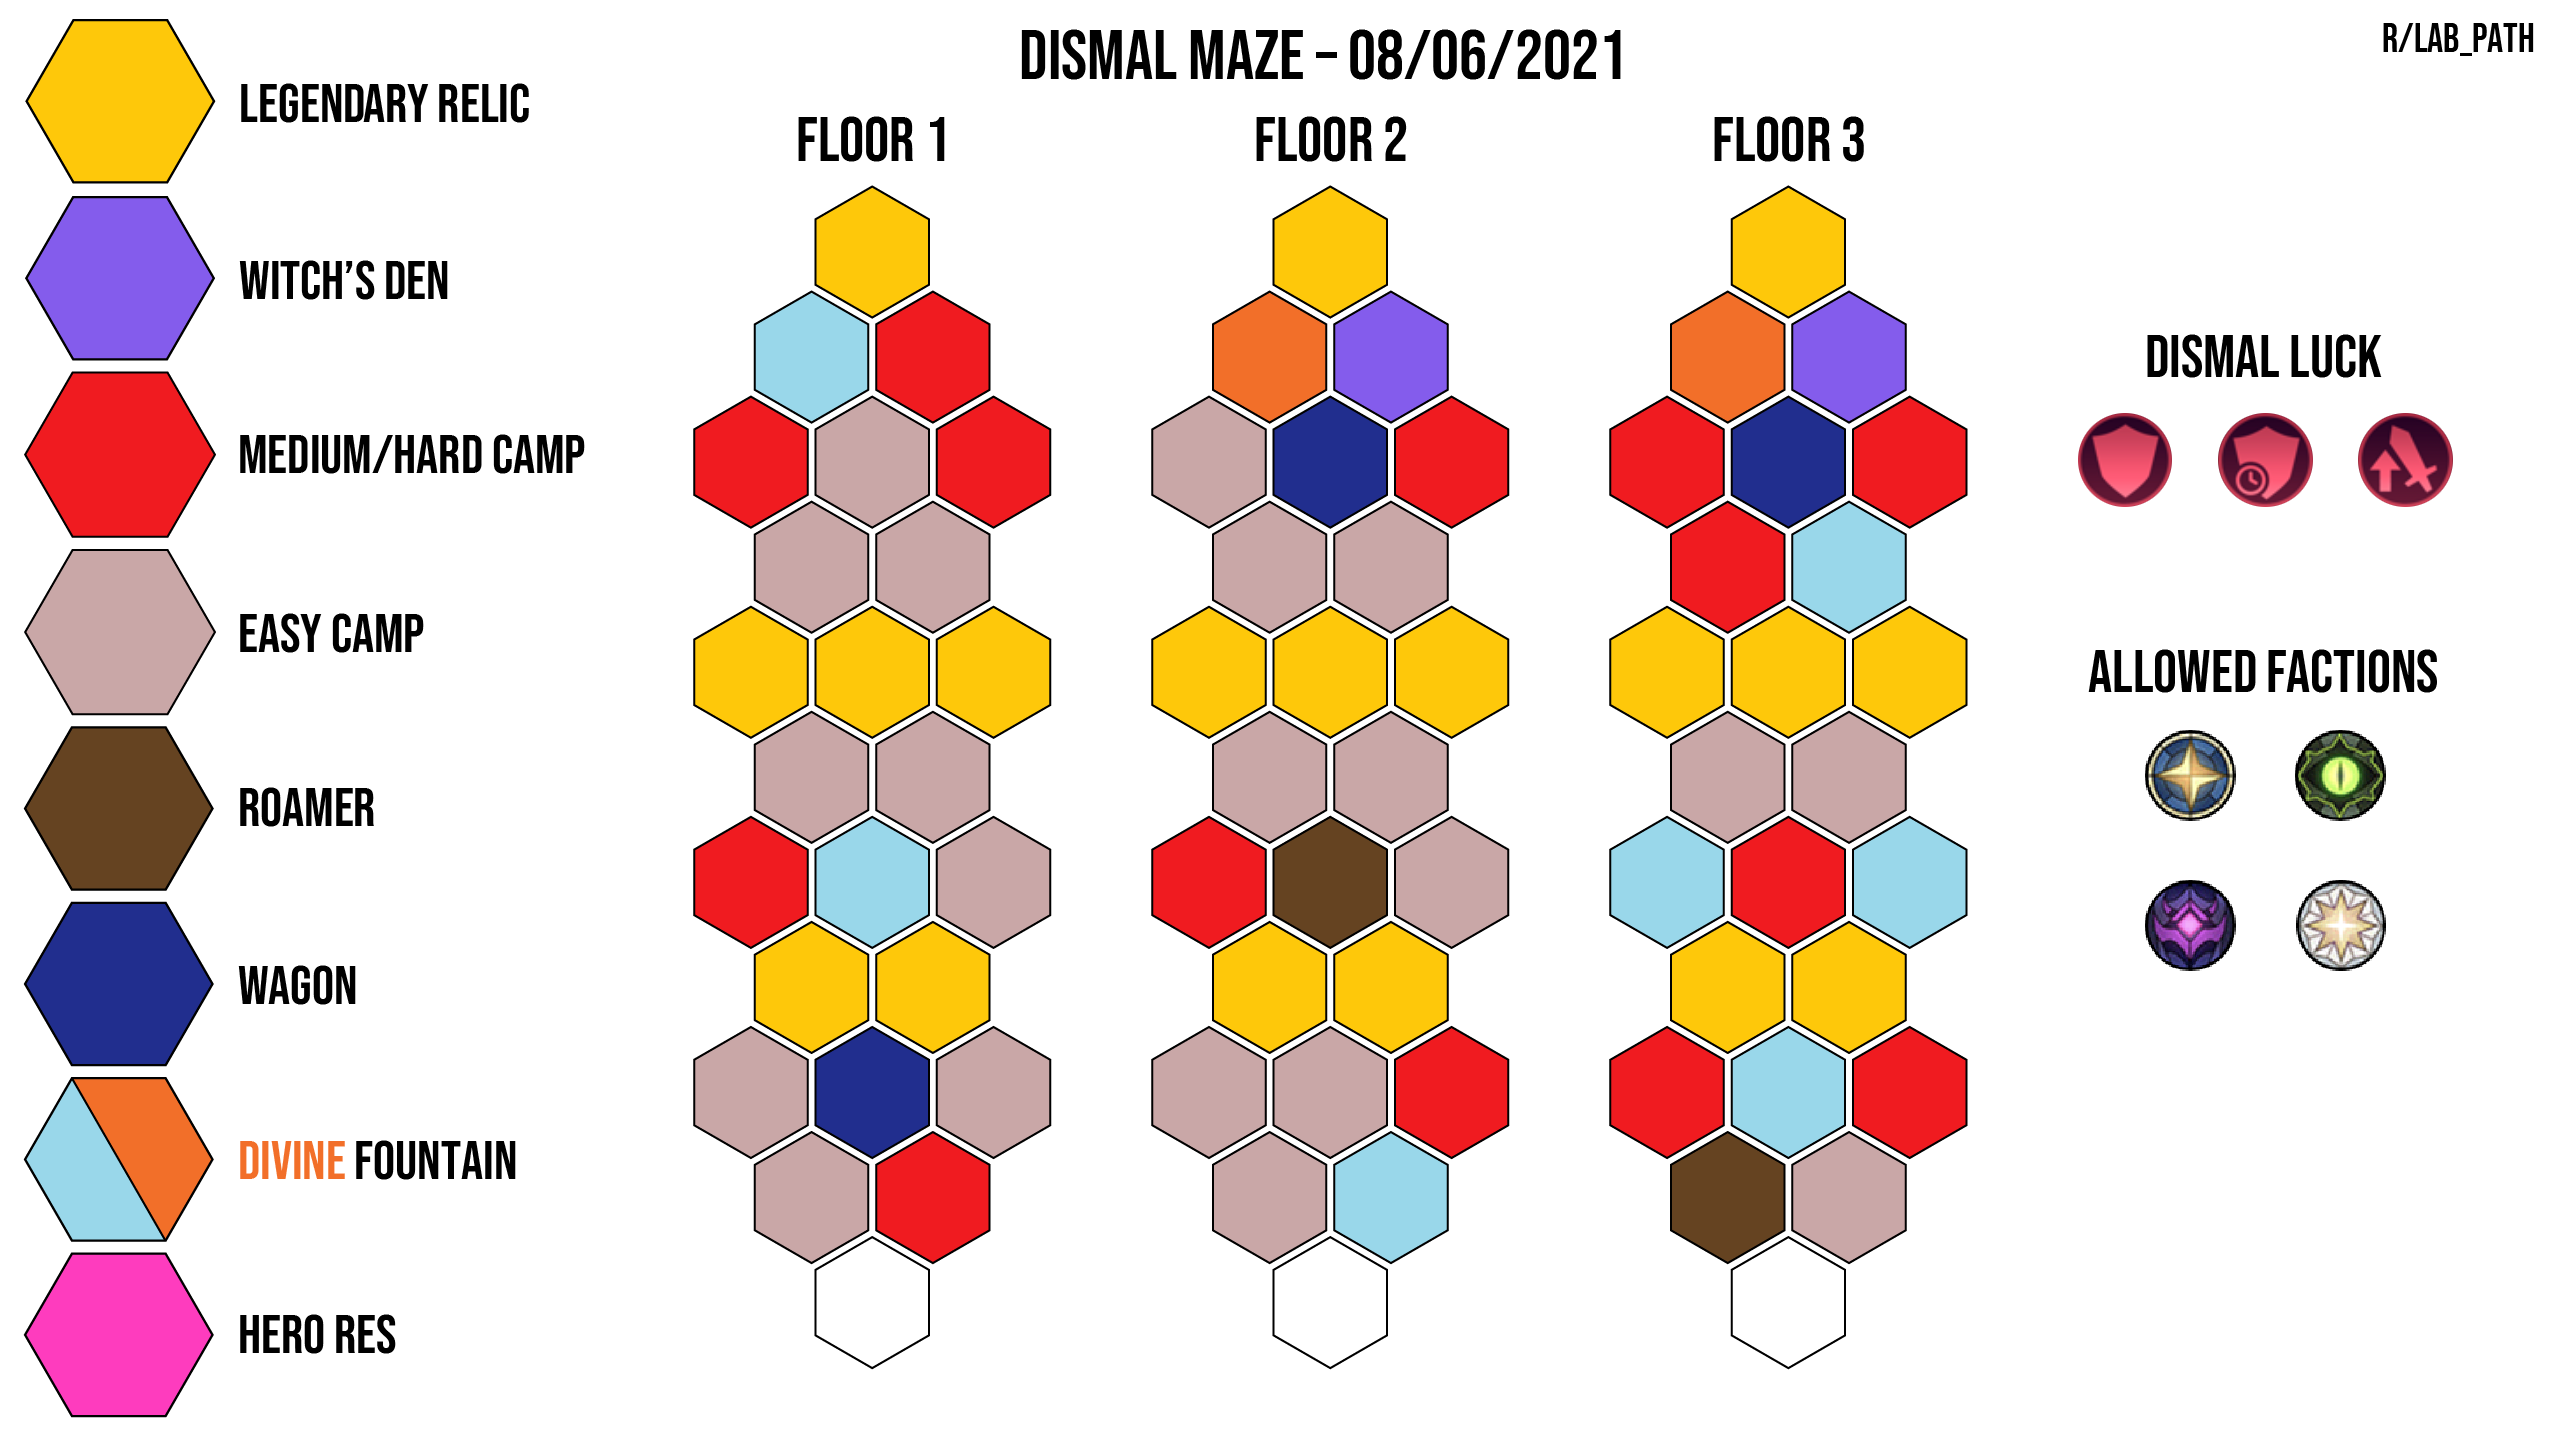 DISMAL MAZE – 08/06/2021
R/LAB_PATH
LEGENDARY RELIC
WITCH'S DEN
MEDIUM/HARD CAMP
EASY CAMP
ROAMER
WAGON
DIVINE FOUNTAIN
HERO RES
FLOOR 1
FLOOR 2
FLOOR 3
DISMAL LUCK
ALLOWED FACTIONS